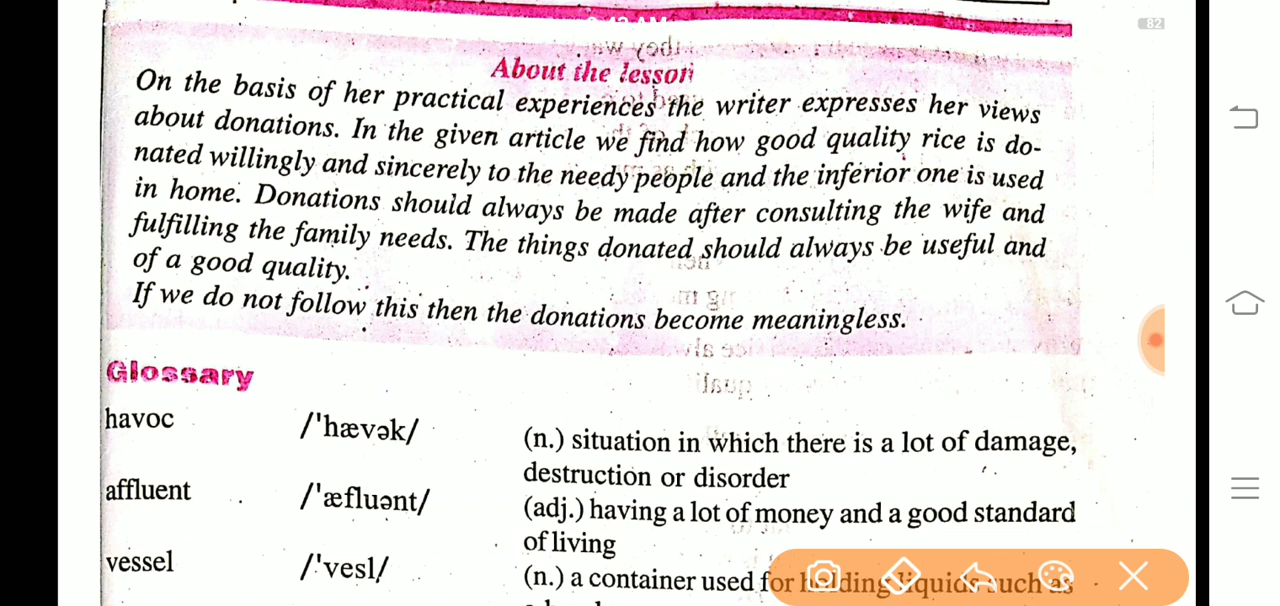 82
About the lesson
On the basis of her practical experiences the writer expresses her views
about donations. In the given article we find how good quality rice is do-
nated willingly and sincerely to the needy people and the inferior one is used
in home. Donations should always be made after consulting the wife and
fulfilling the family needs. The things donated should always be useful and
of a good quality.
If we do not follow this then the donations become meaningless.
Glossary
havoc /'hævək/ (n.) situation in which there is a lot of damage,
destruction or disorder
affluent /'æfluənt/ (adj.) having a lot of money and a good standard
of living
vessel /'vesl/ (n.) a container used for holding liquids such as